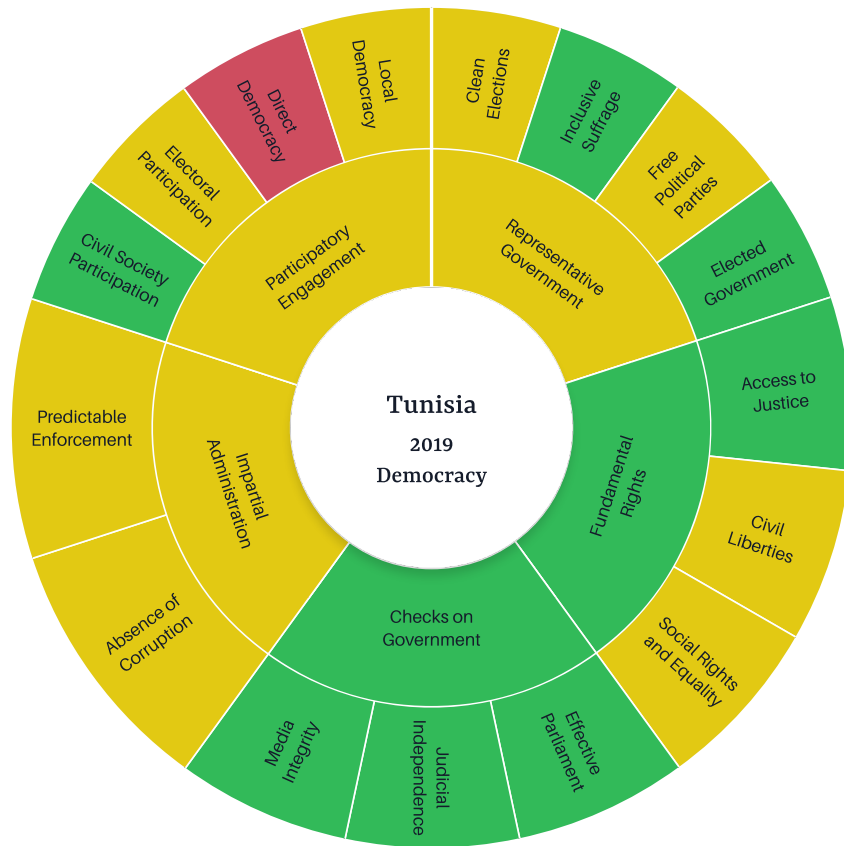 Tunisia
2019
Democracy
Representative
Government
Fundamental
Rights
Checks on
Government
Impartial
Administration
Participatory
Engagement
Clean
Elections
Inclusive
Suffrage
Free
Political
Parties
Elected
Government
Access to
Justice
Civil
Liberties
Social Rights
and Equality
Effective
Parliament
Judicial
Independence
Media
Integrity
Absence of
Corruption
Predictable
Enforcement
Civil Society
Participation
Electoral
Participation
Direct
Democracy
Local
Democracy